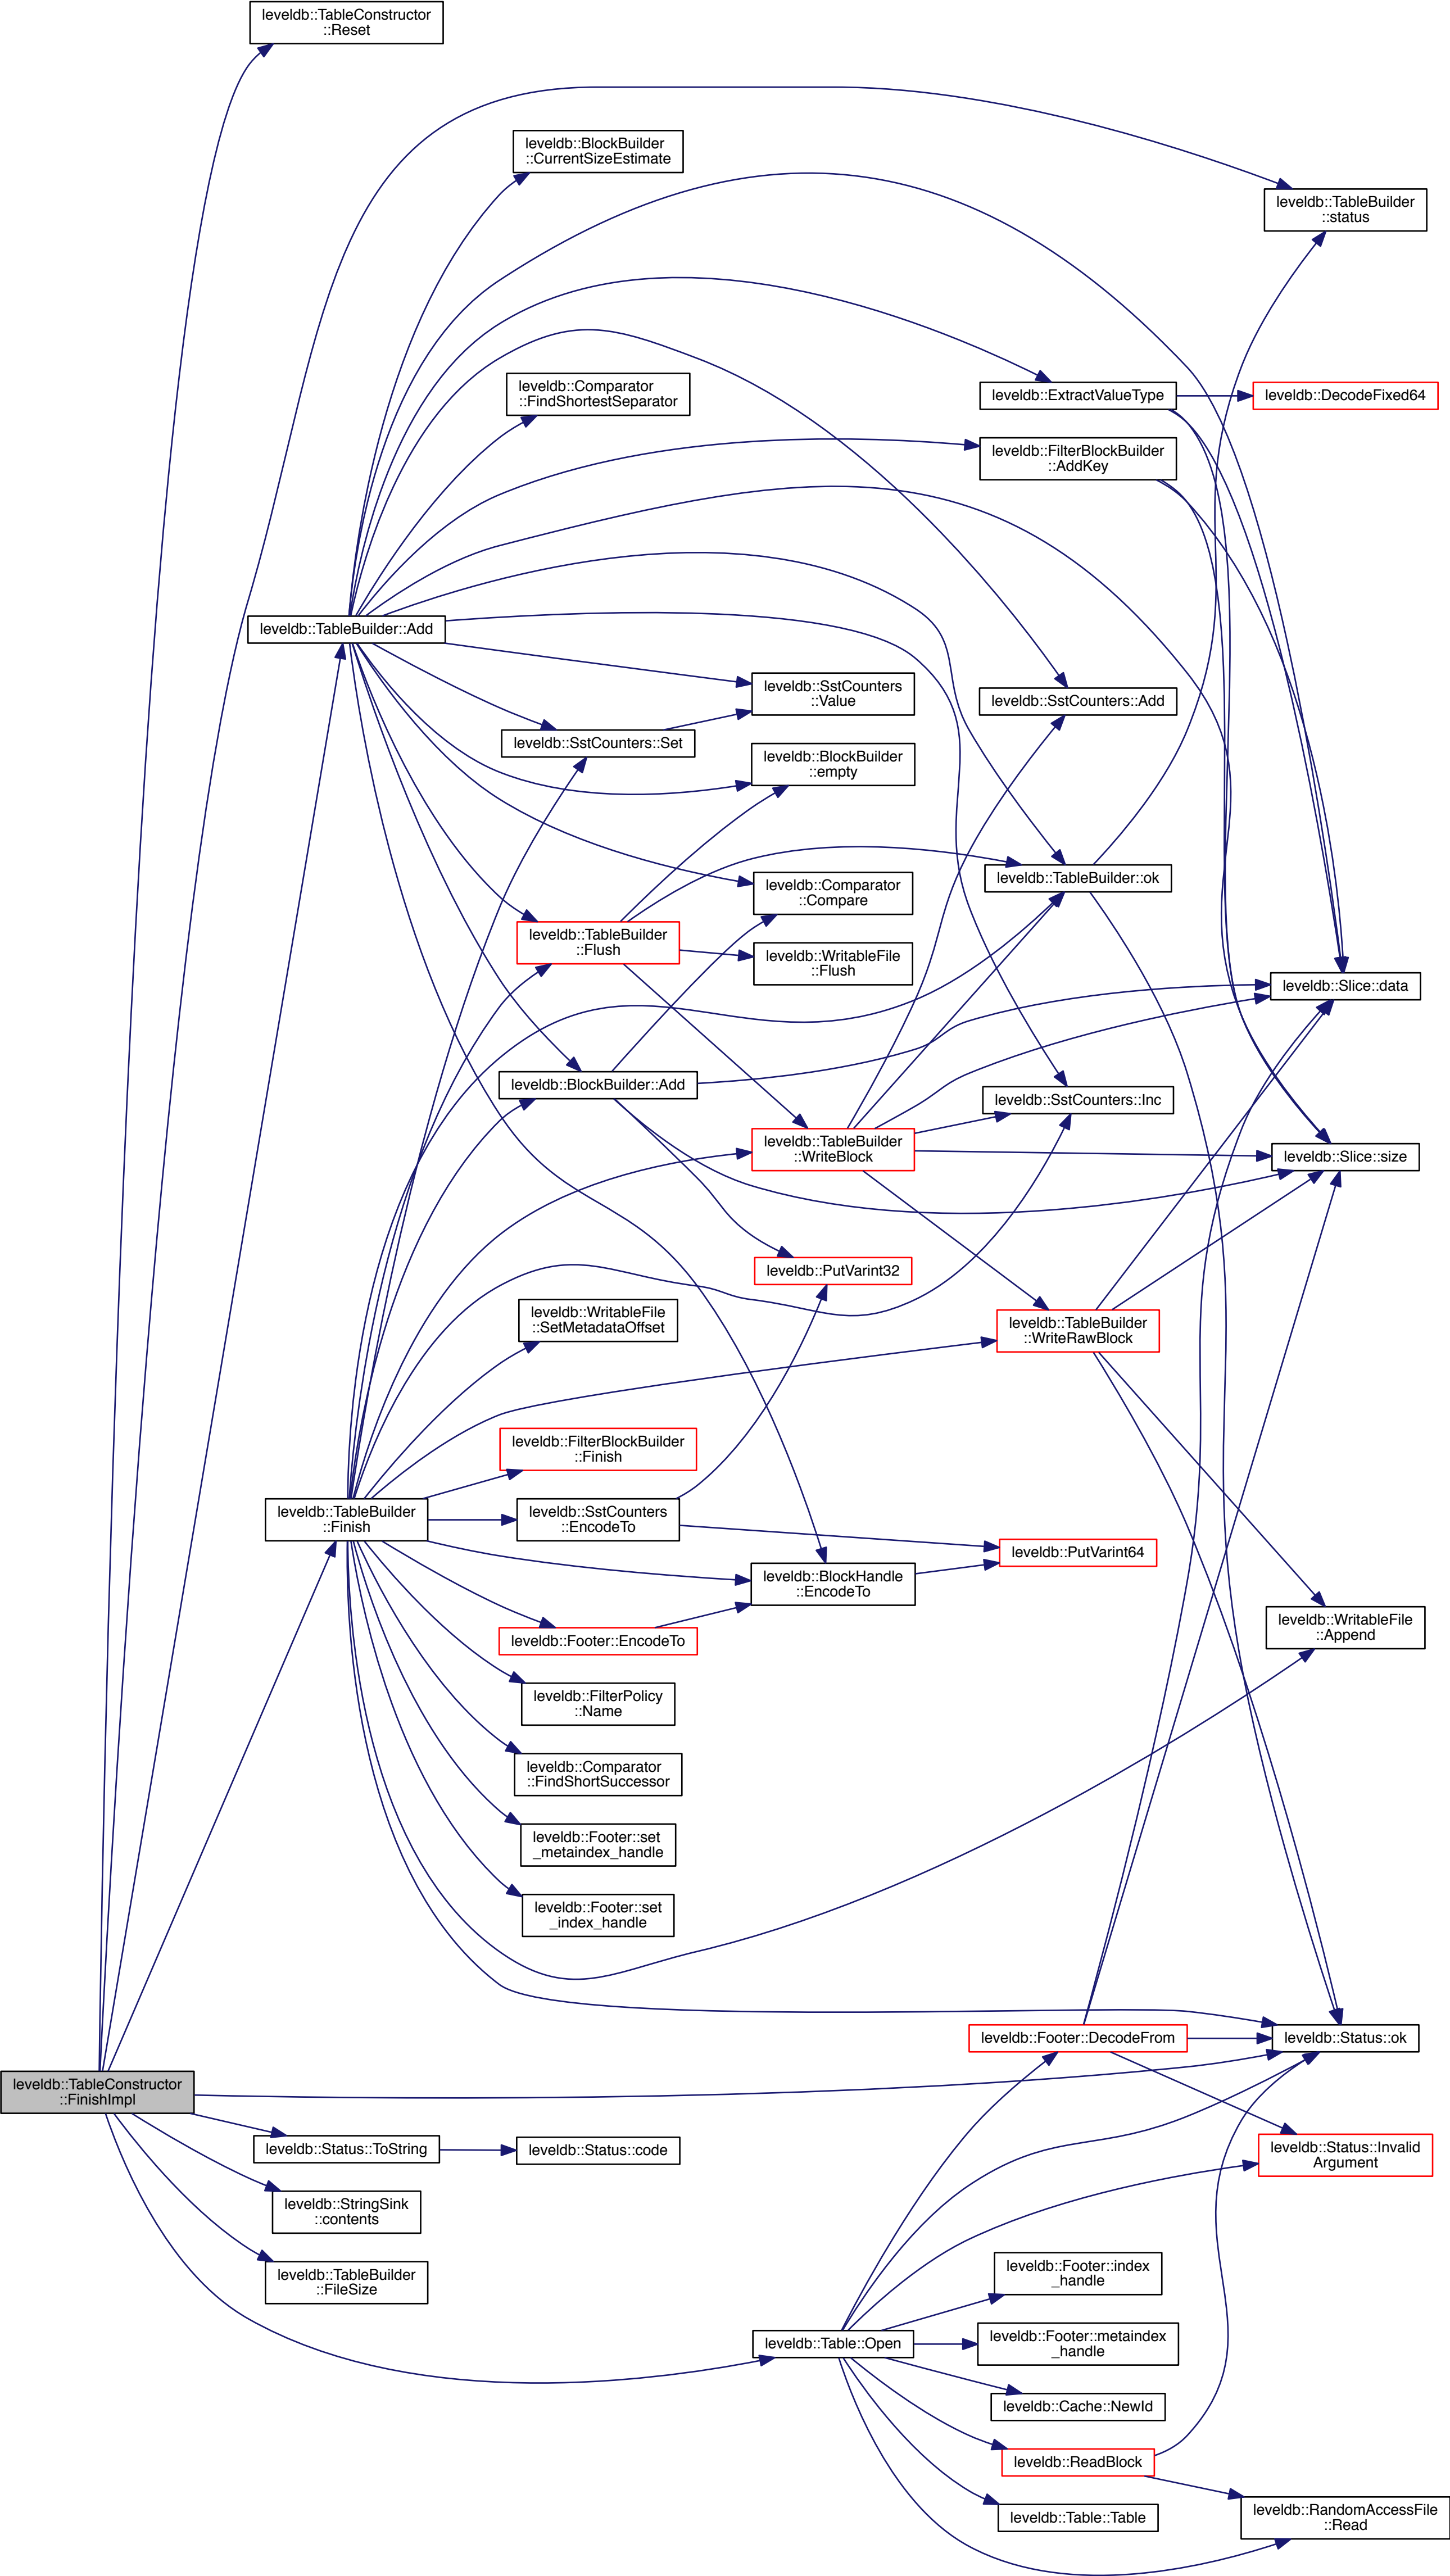 leveldb::TableConstructor
::Reset
leveldb::BlockBuilder
::CurrentSizeEstimate
leveldb::TableBuilder
::status
leveldb::Comparator
::FindShortestSeparator
leveldb::ExtractValueType
leveldb::DecodeFixed64
leveldb::FilterBlockBuilder
::AddKey
leveldb::TableBuilder::Add
leveldb::SstCounters
::Value
leveldb::SstCounters::Add
leveldb::SstCounters::Set
leveldb::BlockBuilder
::empty
leveldb::Comparator
::Compare
leveldb::TableBuilder::ok
leveldb::TableBuilder
::Flush
leveldb::WritableFile
::Flush
leveldb::Slice::data
leveldb::BlockBuilder::Add
leveldb::SstCounters::Inc
leveldb::TableBuilder
::WriteBlock
leveldb::Slice::size
leveldb::PutVarint32
leveldb::WritableFile
::SetMetadataOffset
leveldb::TableBuilder
::WriteRawBlock
leveldb::FilterBlockBuilder
::Finish
leveldb::TableBuilder
::Finish
leveldb::SstCounters
::EncodeTo
leveldb::PutVarint64
leveldb::BlockHandle
::EncodeTo
leveldb::Footer::EncodeTo
leveldb::WritableFile
::Append
leveldb::FilterPolicy
::Name
leveldb::Comparator
::FindShortSuccessor
leveldb::Footer::set
_metaindex_handle
leveldb::Footer::set
_index_handle
leveldb::Footer::DecodeFrom
leveldb::Status::ok
leveldb::TableConstructor
::FinishImpl
leveldb::Status::ToString
leveldb::Status::code
leveldb::Status::Invalid
Argument
leveldb::StringSink
::contents
leveldb::TableBuilder
::FileSize
leveldb::Footer::index
_handle
leveldb::Table::Open
leveldb::Footer::metaindex
_handle
leveldb::Cache::NewId
leveldb::ReadBlock
leveldb::Table::Table
leveldb::RandomAccessFile
::Read